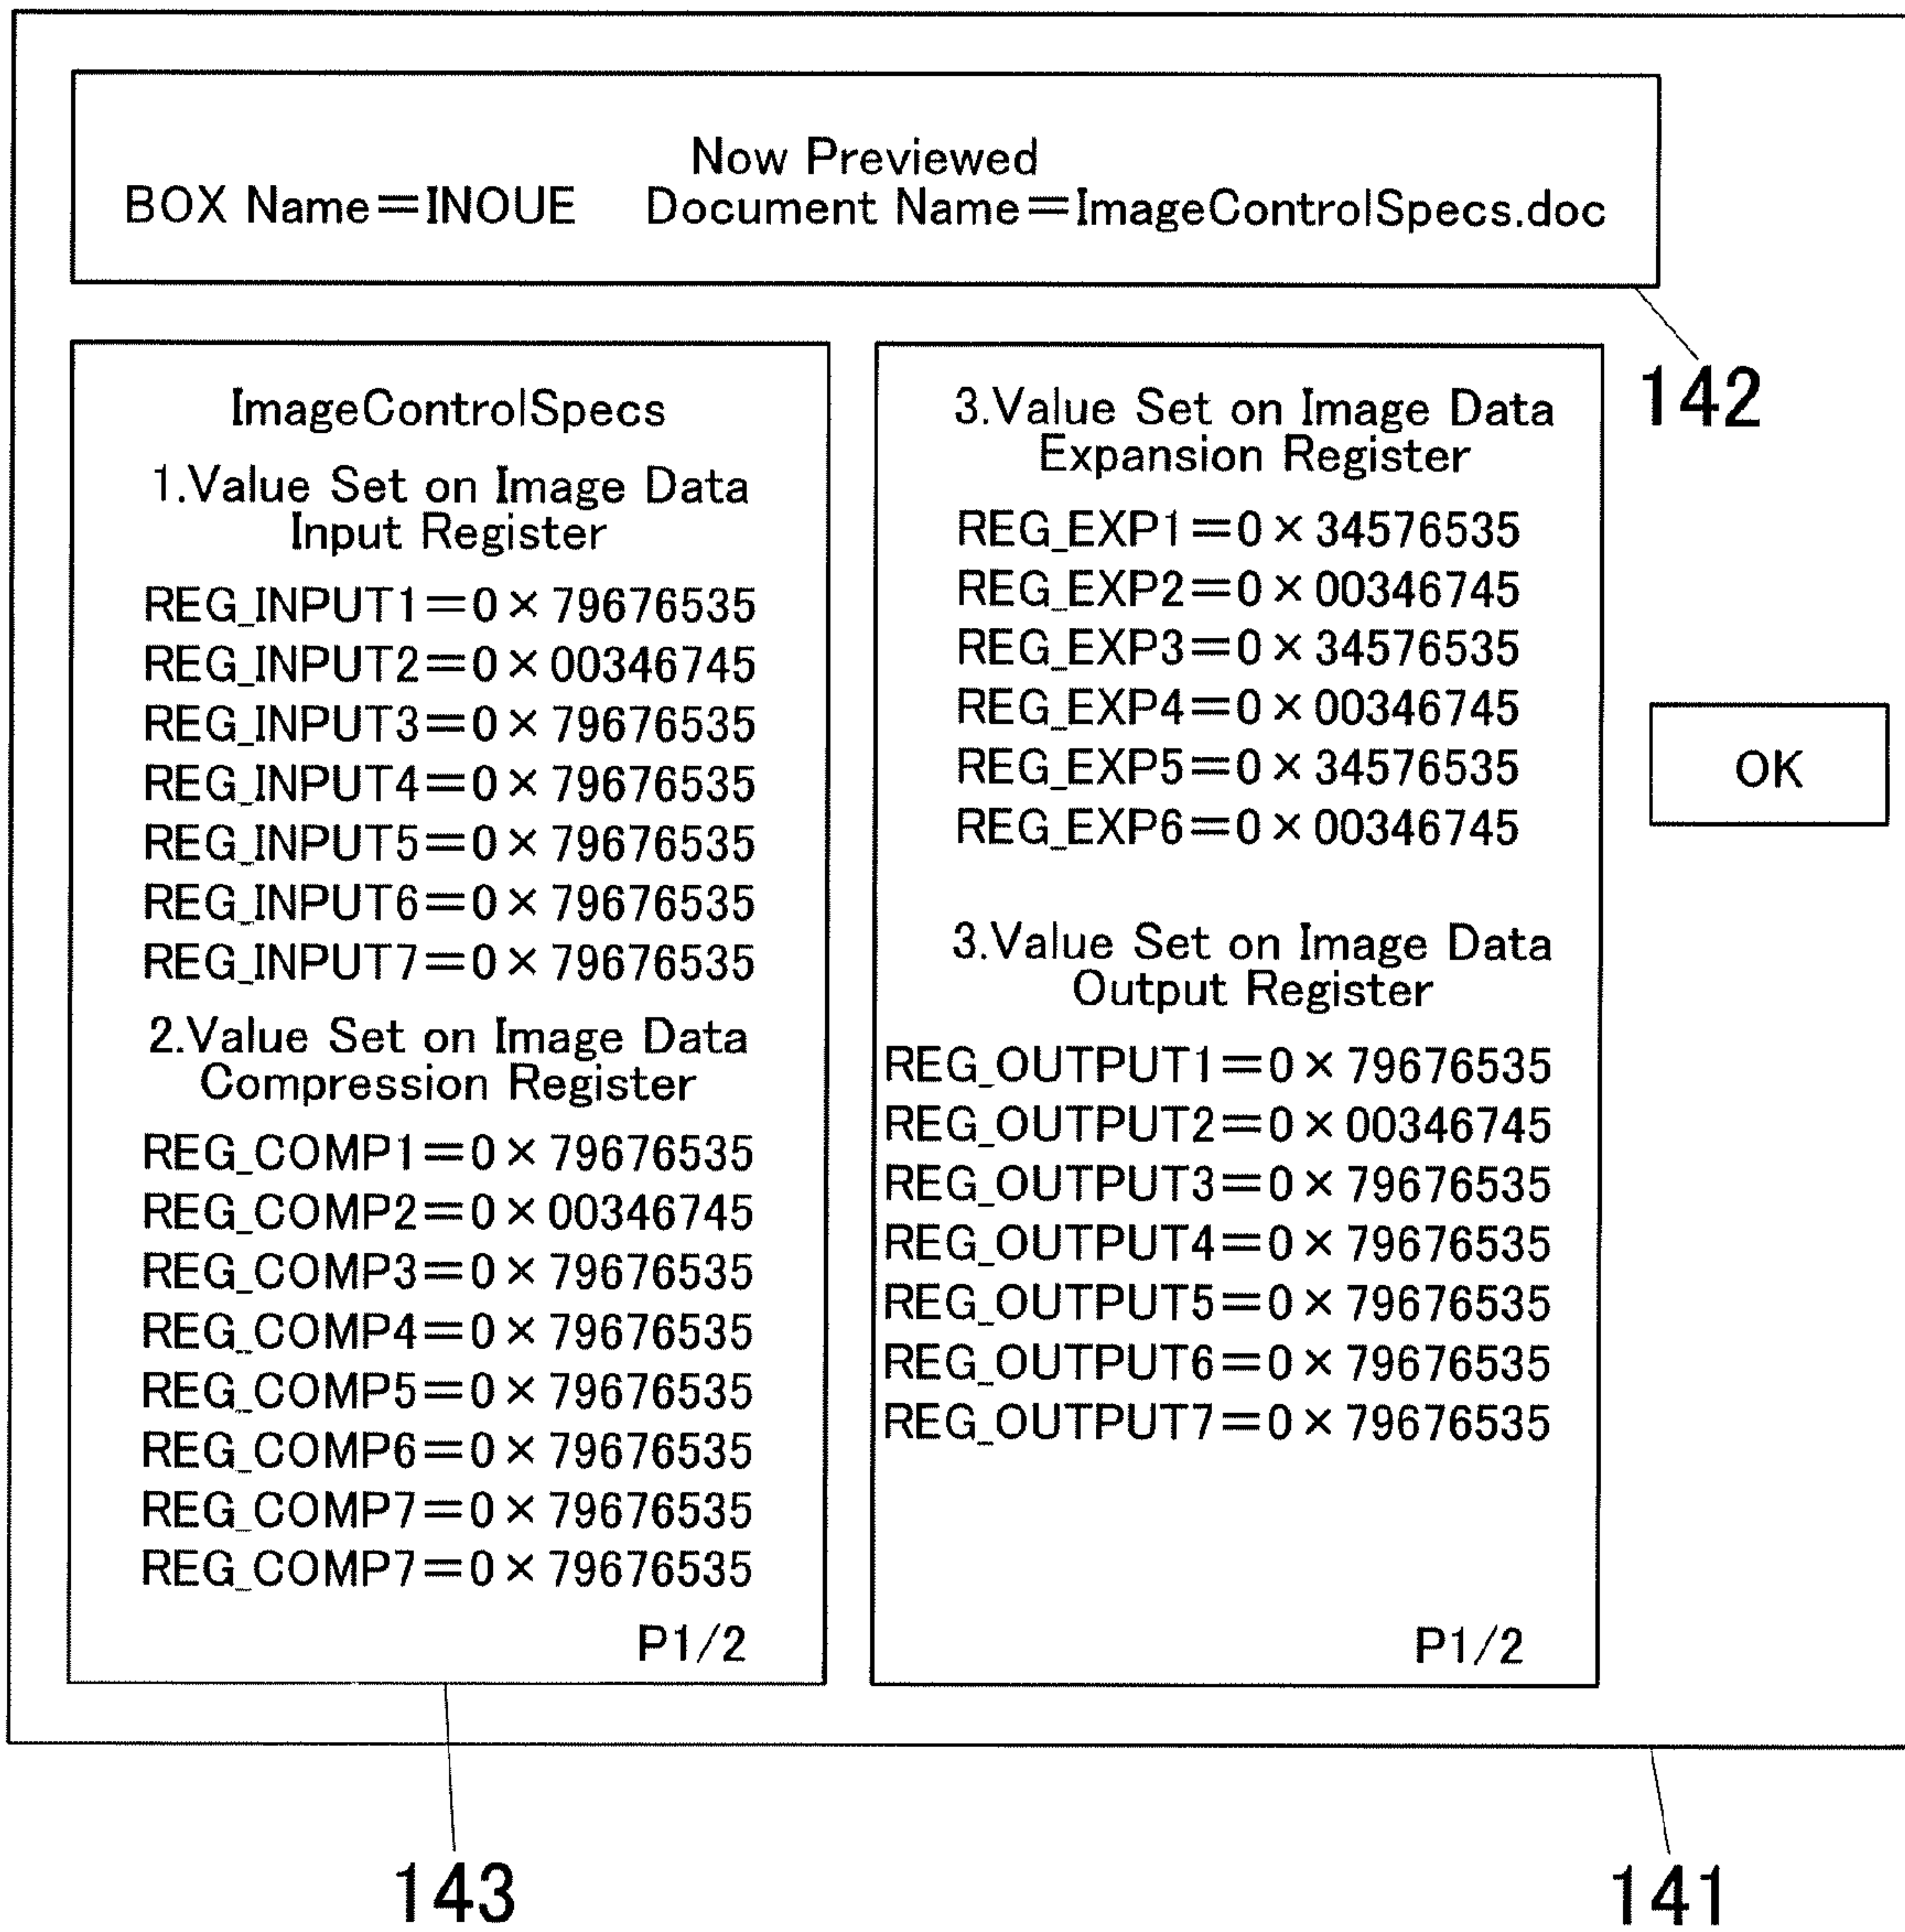 Now Previewed
BOX Name=INOUE Document Name=ImageControlSpecs.doc
142
ImageControlSpecs
1.Value Set on Image Data
Input Register
REG_INPUT1=0×79676535
REG_INPUT2=0×00346745
REG_INPUT3=0×79676535
REG_INPUT4=0×79676535
REG_INPUT5=0×79676535
REG_INPUT6=0×79676535
REG_INPUT7=0×79676535
2.Value Set on Image Data
Compression Register
REG_COMP1=0×79676535
REG_COMP2=0×00346745
REG_COMP3=0×79676535
REG_COMP4=0×79676535
REG_COMP5=0×79676535
REG_COMP6=0×79676535
REG_COMP7=0×79676535
REG_COMP7=0×79676535
P1/2
3.Value Set on Image Data
Expansion Register
REG_EXP1=0×34576535
REG_EXP2=0×00346745
REG_EXP3=0×34576535
REG_EXP4=0×00346745
REG_EXP5=0×34576535
REG_EXP6=0×00346745
3.Value Set on Image Data
Output Register
REG_OUTPUT1=0×79676535
REG_OUTPUT2=0×00346745
REG_OUTPUT3=0×79676535
REG_OUTPUT4=0×79676535
REG_OUTPUT5=0×79676535
REG_OUTPUT6=0×79676535
REG_OUTPUT7=0×79676535
P1/2
OK
143
141